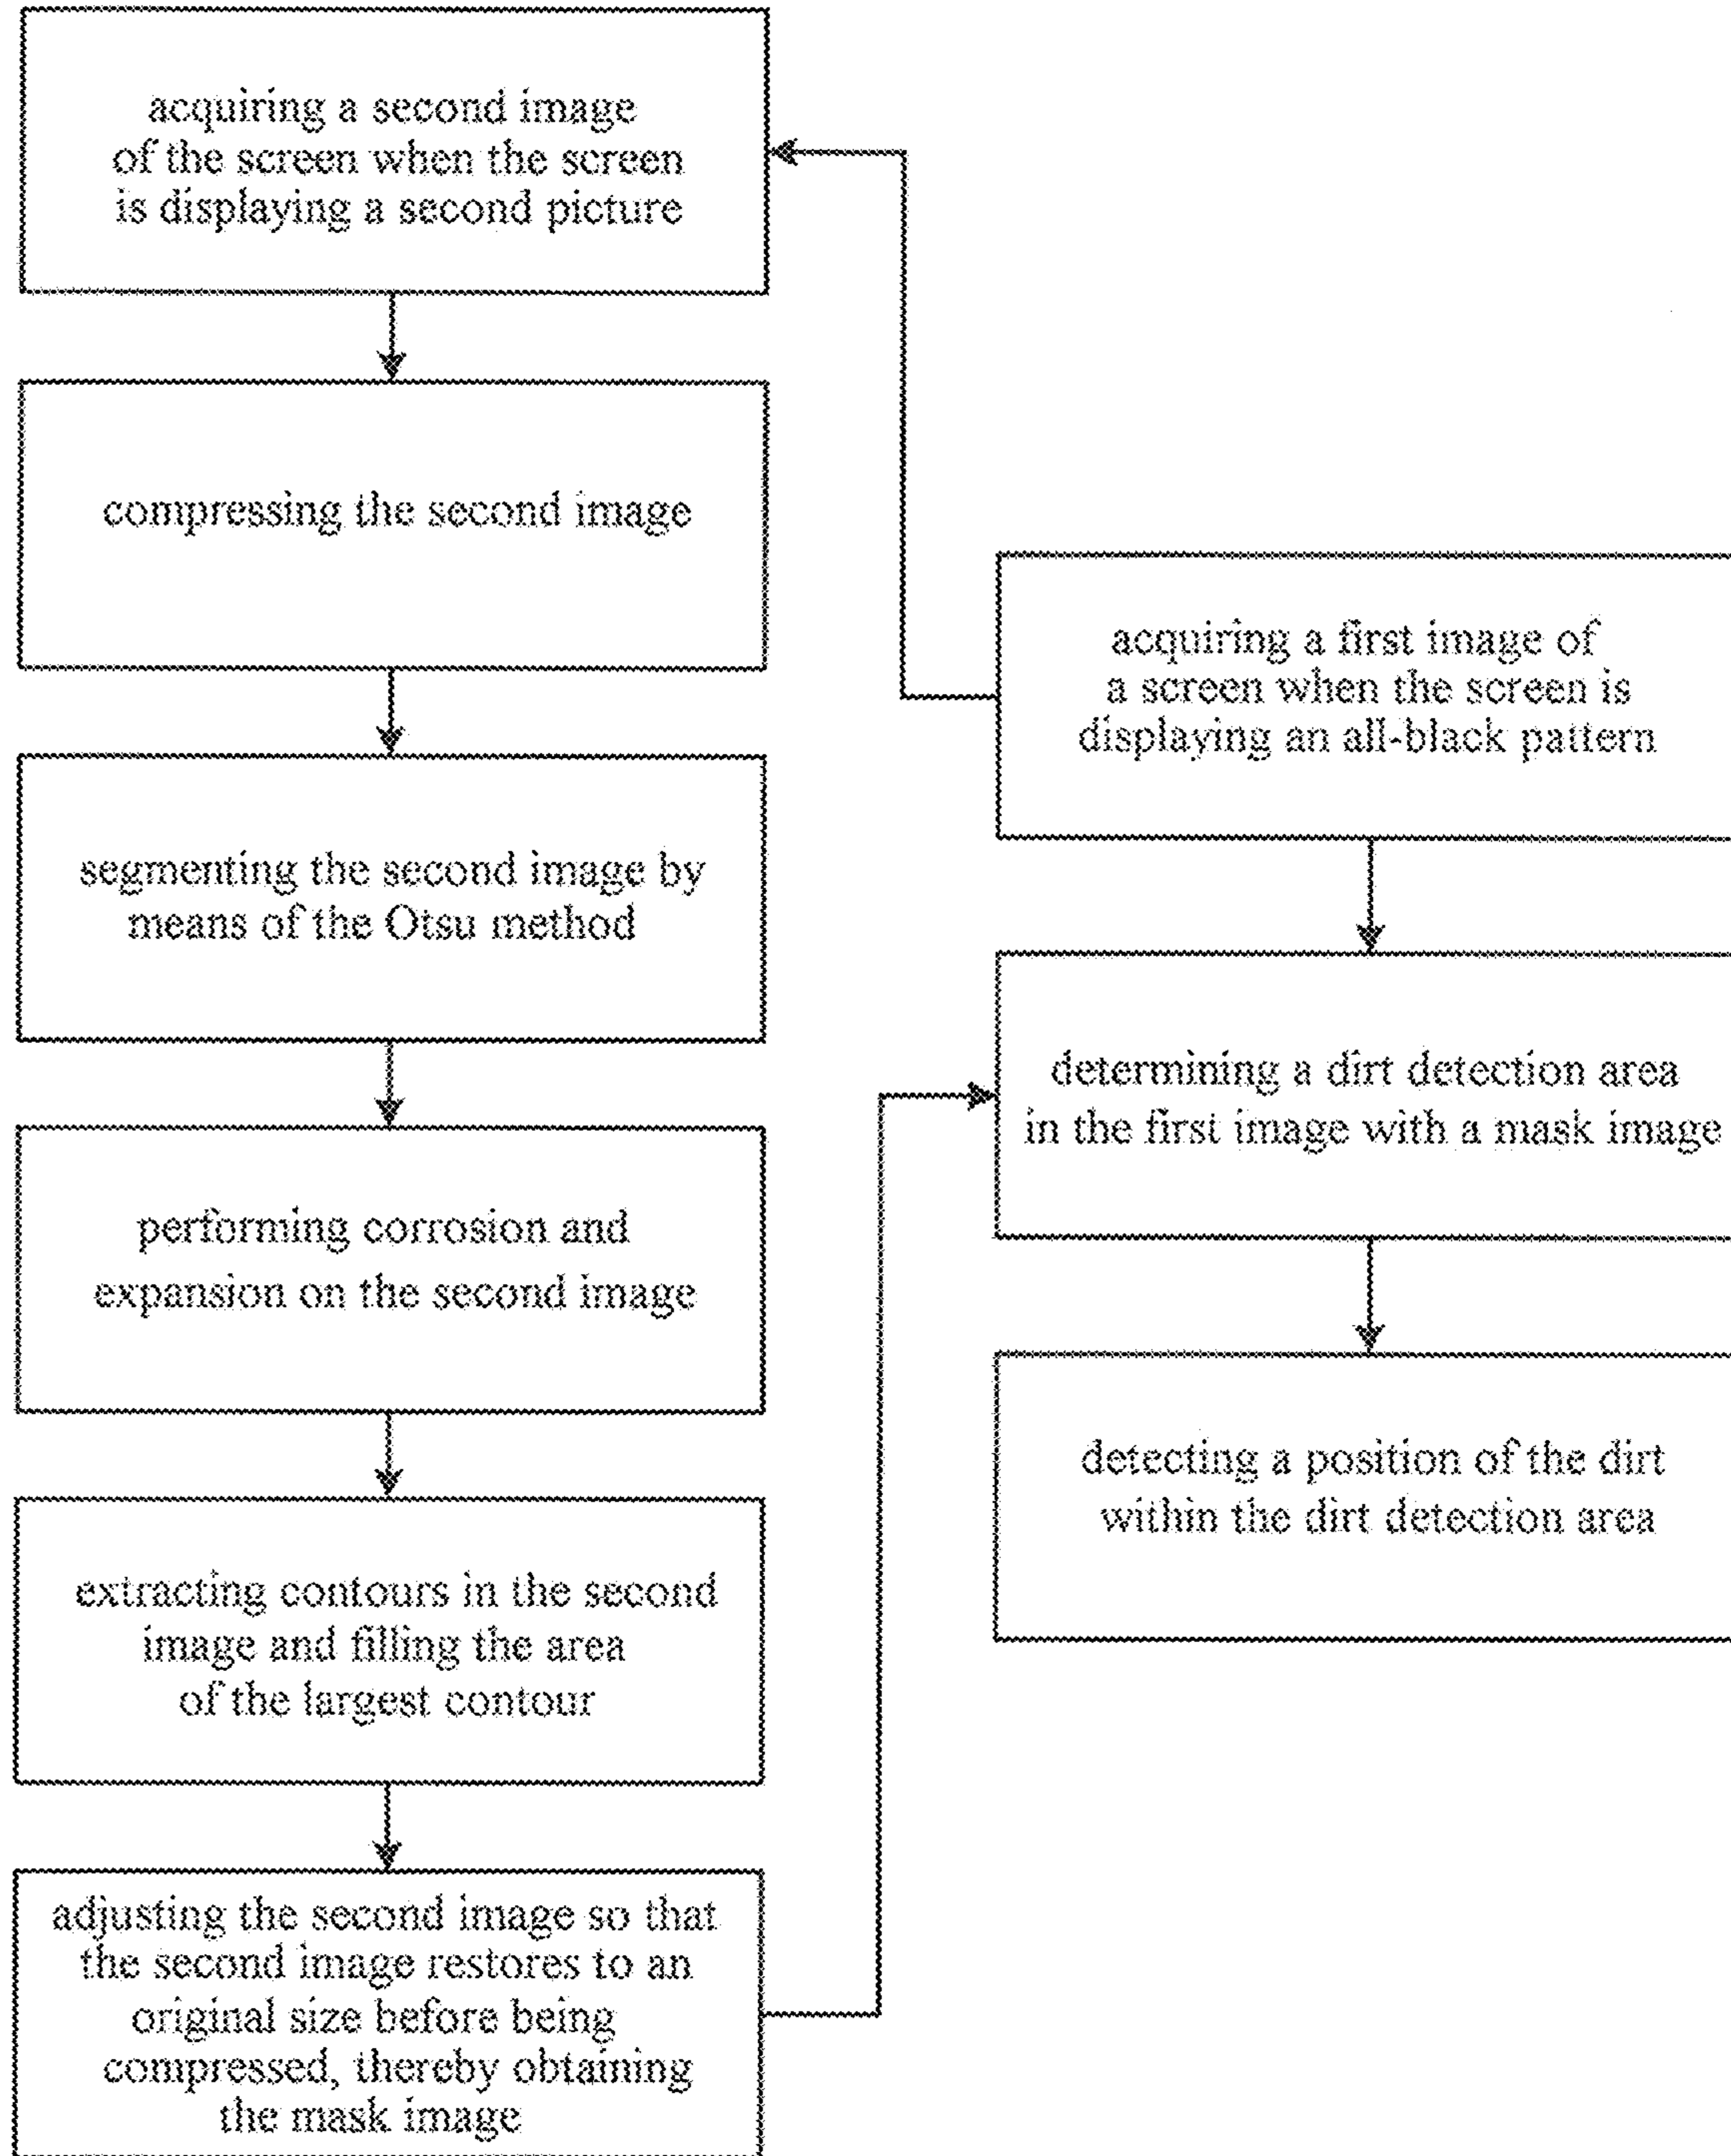 acquiring a second image
of the screen when the screen
is displaying a second picture
compressing the second image
segmenting the second image by
means of the Otsu method
performing corrosion and
expansion on the second image
extracting contours in the second
image and filling the area
of the largest contour
adjusting the second image so that
the second image restores to an
original size before being
compressed, thereby obtaining
the mask image
acquiring a first image of
a screen when the screen is
displaying an all-black pattern
determining a dirt detection area
in the first image with a mask image
detecting a position of the dirt
within the dirt detection area